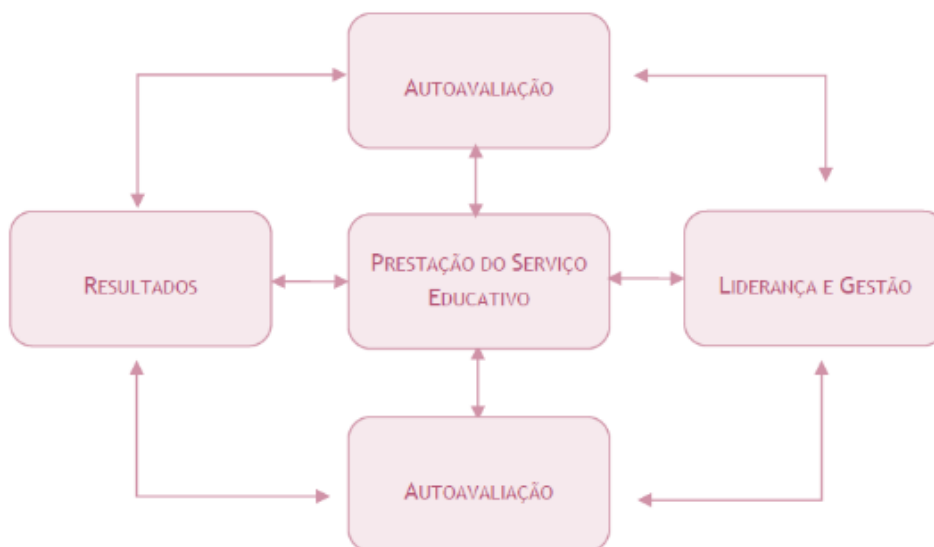 AUTOAVALIAÇÃO
RESULTADOS
PRESTAÇÃO DO SERVIÇO
EDUCATIVO
LIDERANÇA E GESTÃO
AUTOAVALIAÇÃO